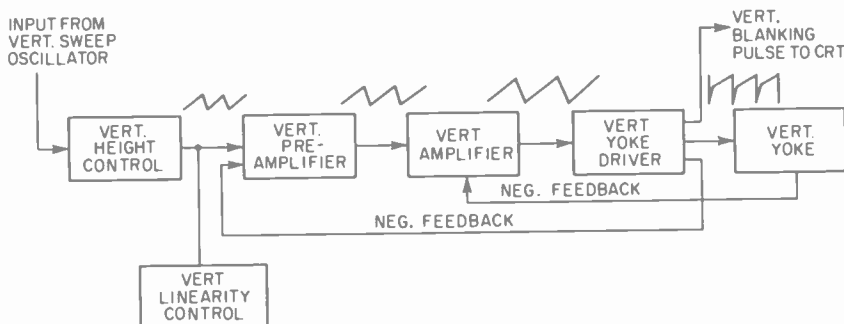 INPUT FROM
VERT. SWEEP
OSCILLATOR
VERT.
BLANKING
PULSE TO CRT
VERT.
HEIGHT
CONTROL
VERT.
PRE-
AMPLIFIER
VERT
AMPLIFIER
VERT
YOKE
DRIVER
VERT.
YOKE
NEG. FEEDBACK
NEG. FEEDBACK
VERT
LINEARITY
CONTROL